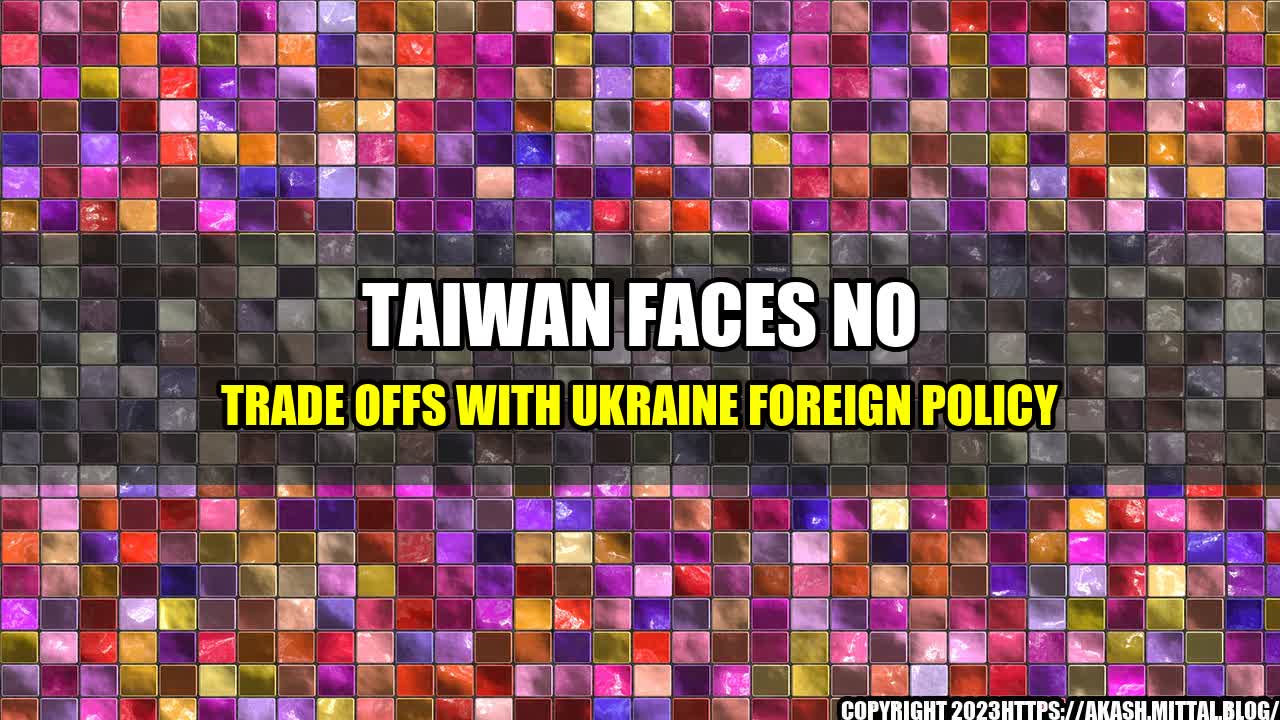 TAIWAN FACES NO
TRADE OFFS WITH UKRAINE FOREIGN POLICY
COPYRIGHT 2023HTTPS://AKASH.MITTAL.BLOG/